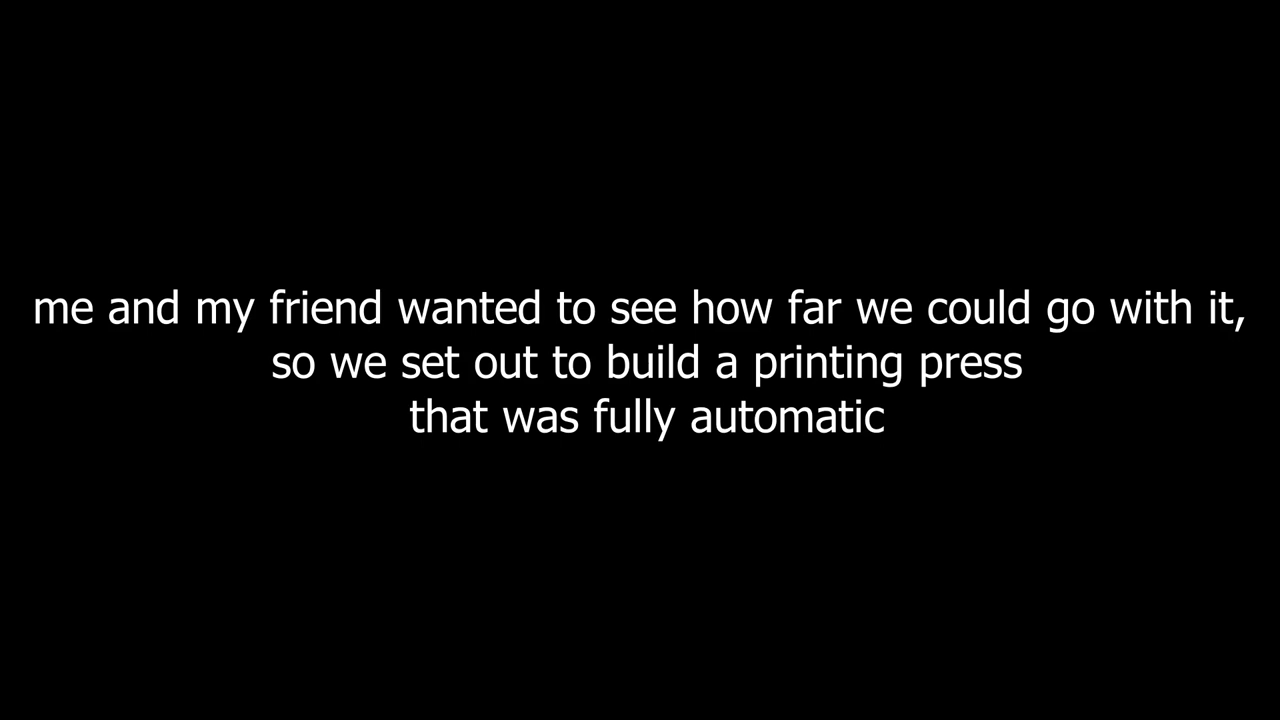 me and my friend wanted to see how far we could go with it,
so we set out to build a printing press
that was fully automatic